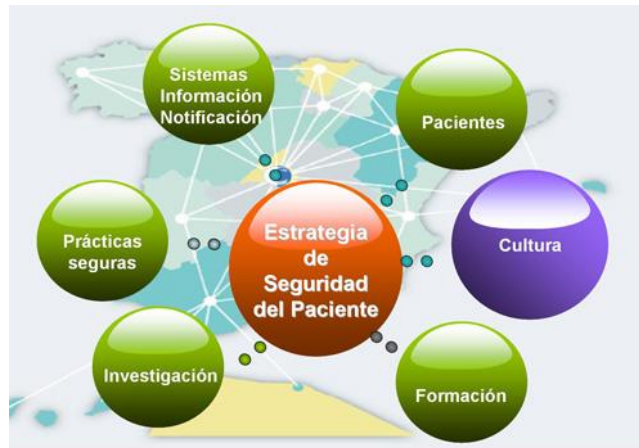 Sistemas
Información
Notificación
Pacientes
Prácticas
seguras
Estrategia
de
Seguridad
del Paciente
Cultura
Investigación
Formación